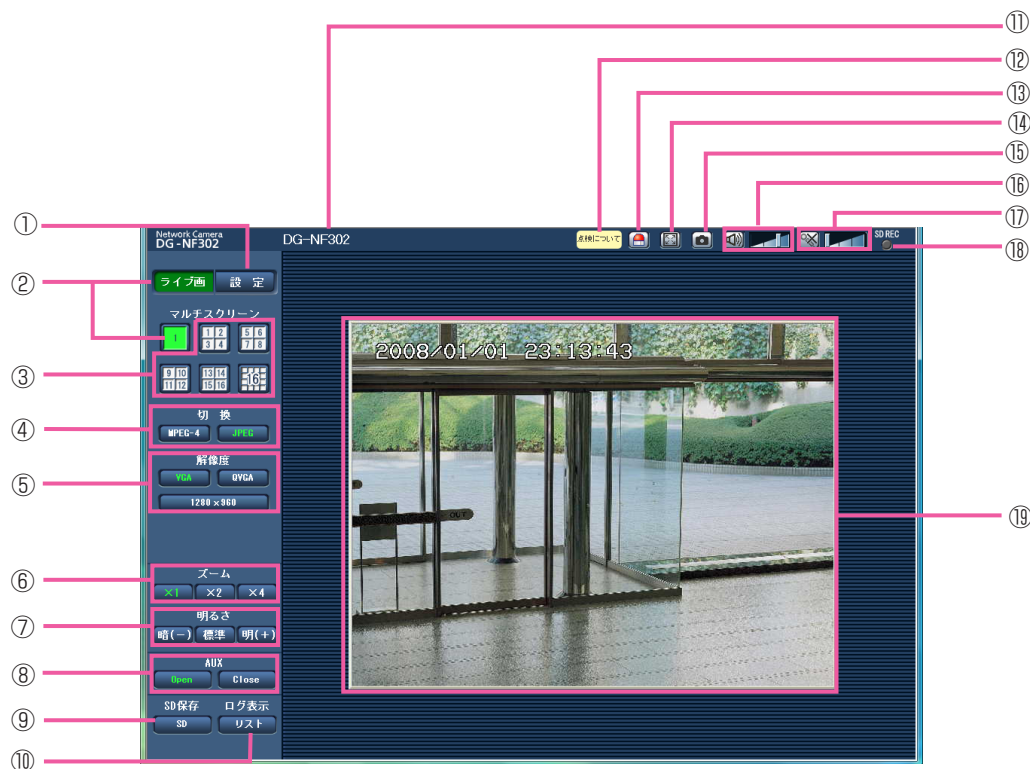 ⑪
⑫
⑬
⑭
⑮
⑯
⑰
⑱
⑲
①
②
③
④
⑤
⑥
⑦
⑧
⑨
⑩
Network Camera
DG-NF302
DG-NF302
点検について
SD REC
ライブ画 設 定
マルチスクリーン
1 1 2 3 4 5 6 7 8
9 10 11 12 13 14 15 16 16
切 換
MPEG-4 JPEG
解像度
VGA QVGA
1280×960
ズーム
×1 ×2 ×4
明るさ
暗(−) 標準 明(+)
AUX
Open Close
SD保存 ログ表示
SD リスト
2008/01/01 23:13:43
OUT